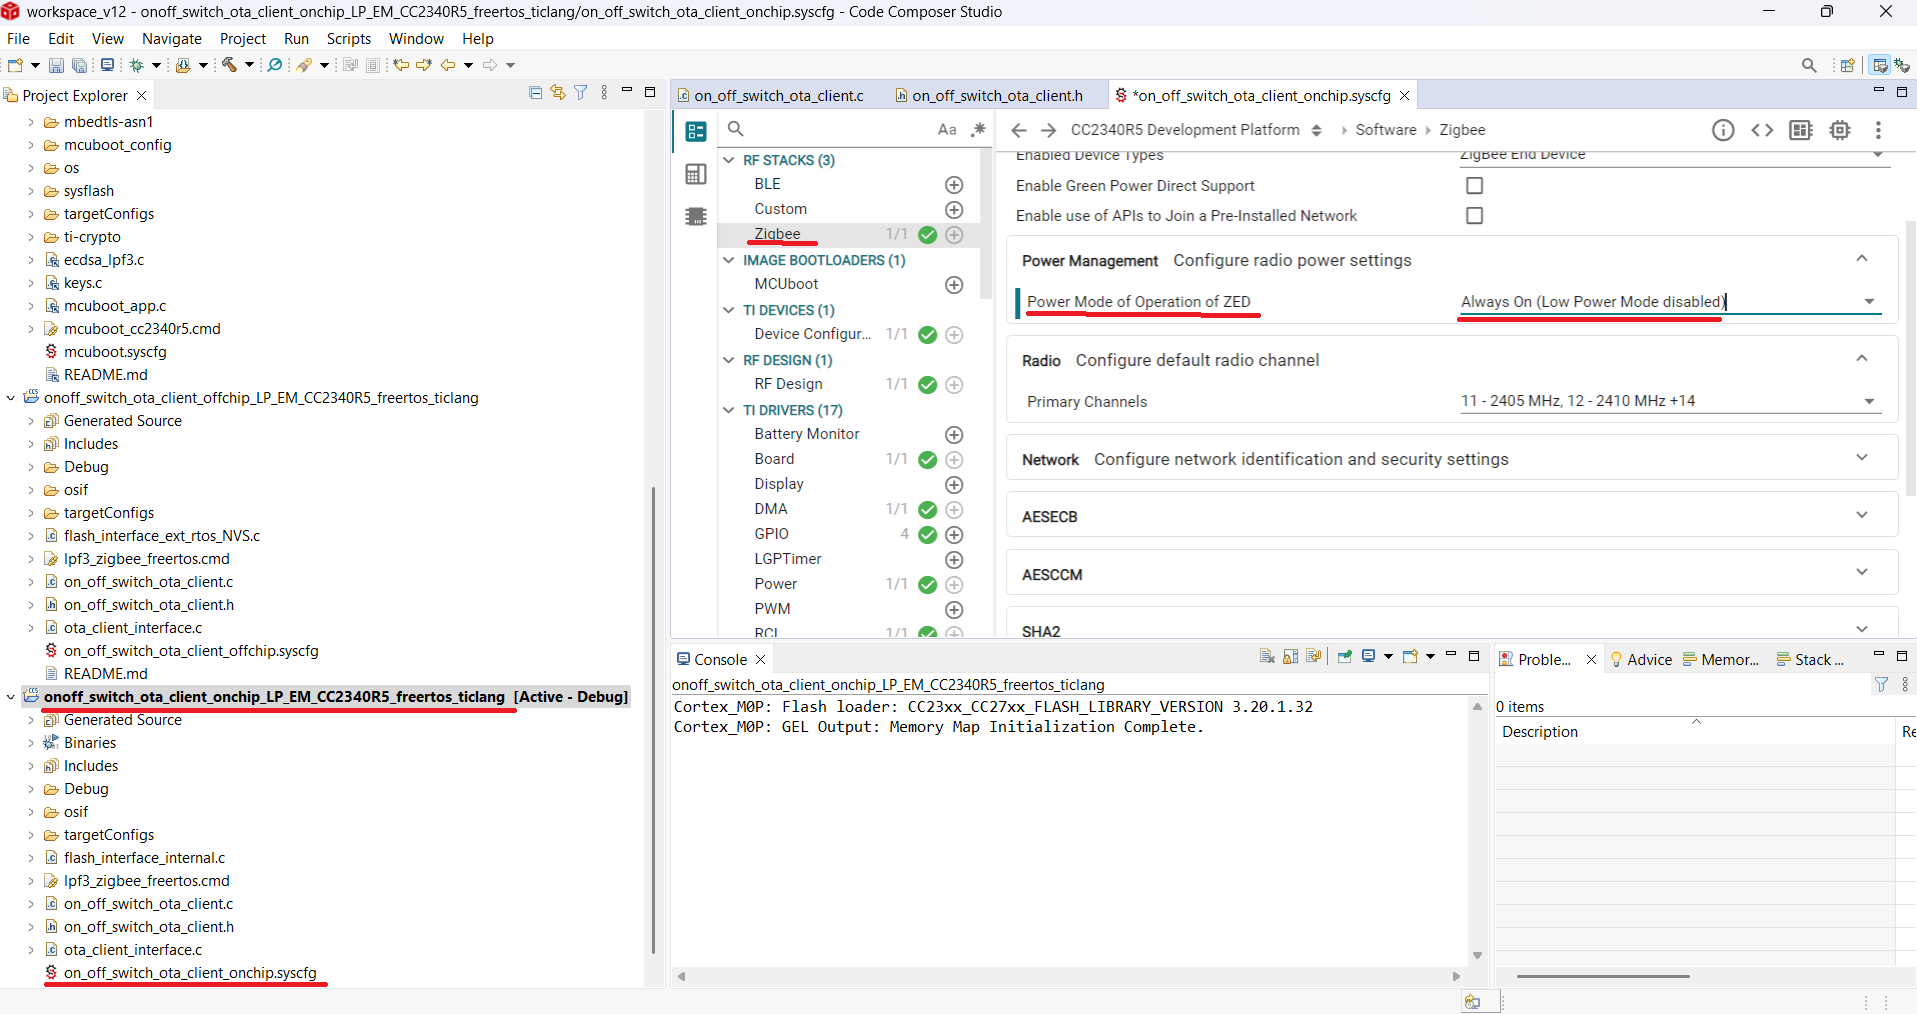 workspace_v12 - onoff_switch_ota_client_onchip_LP_EM_CC2340R5_freertos_ticlang/on_off_switch_ota_client_onchip.syscfg - Code Composer Studio
File Edit View Navigate Project Run Scripts Window Help
Project Explorer
mbedtls-asn1
mcuboot_config
os
sysflash
targetConfigs
ti-crypto
ecdsa_lpf3.c
keys.c
mcuboot_app.c
mcuboot_cc2340r5.cmd
mcuboot.syscfg
README.md
onoff_switch_ota_client_offchip_LP_EM_CC2340R5_freertos_ticlang
Generated Source
Includes
Debug
osif
targetConfigs
flash_interface_ext_rtos_NVS.c
lpf3_zigbee_freertos.cmd
on_off_switch_ota_client.c
on_off_switch_ota_client.h
ota_client_interface.c
on_off_switch_ota_client_offchip.syscfg
README.md
onoff_switch_ota_client_onchip_LP_EM_CC2340R5_freertos_ticlang [Active - Debug]
Generated Source
Binaries
Includes
Debug
osif
targetConfigs
flash_interface_internal.c
lpf3_zigbee_freertos.cmd
on_off_switch_ota_client.c
on_off_switch_ota_client.h
ota_client_interface.c
on_off_switch_ota_client_onchip.syscfg
on_off_switch_ota_client.c on_off_switch_ota_client.h *on_off_switch_ota_client_onchip.syscfg
Aa .*
RF STACKS (3)
BLE
Custom
Zigbee 1/1
IMAGE BOOTLOADERS (1)
MCUboot
TI DEVICES (1)
Device Configur... 1/1
RF DESIGN (1)
RF Design 1/1
TI DRIVERS (17)
Battery Monitor
Board 1/1
Display
DMA 1/1
GPIO 4
LGPTimer
Power 1/1
PWM
RCL 1/1
CC2340R5 Development Platform Software Zigbee
Enabled Device Types ZigBee End Device
Enable Green Power Direct Support
Enable use of APIs to Join a Pre-Installed Network
Power Management Configure radio power settings
Power Mode of Operation of ZED Always On (Low Power Mode disabled)
Radio Configure default radio channel
Primary Channels 11 - 2405 MHz, 12 - 2410 MHz +14
Network Configure network identification and security settings
AESECB
AESCCM
SHA2
Console
onoff_switch_ota_client_onchip_LP_EM_CC2340R5_freertos_ticlang
Cortex_M0P: Flash loader: CC23xx_CC27xx_FLASH_LIBRARY_VERSION 3.20.1.32
Cortex_M0P: GEL Output: Memory Map Initialization Complete.
Proble... Advice Memor... Stack ...
0 items
Description Re